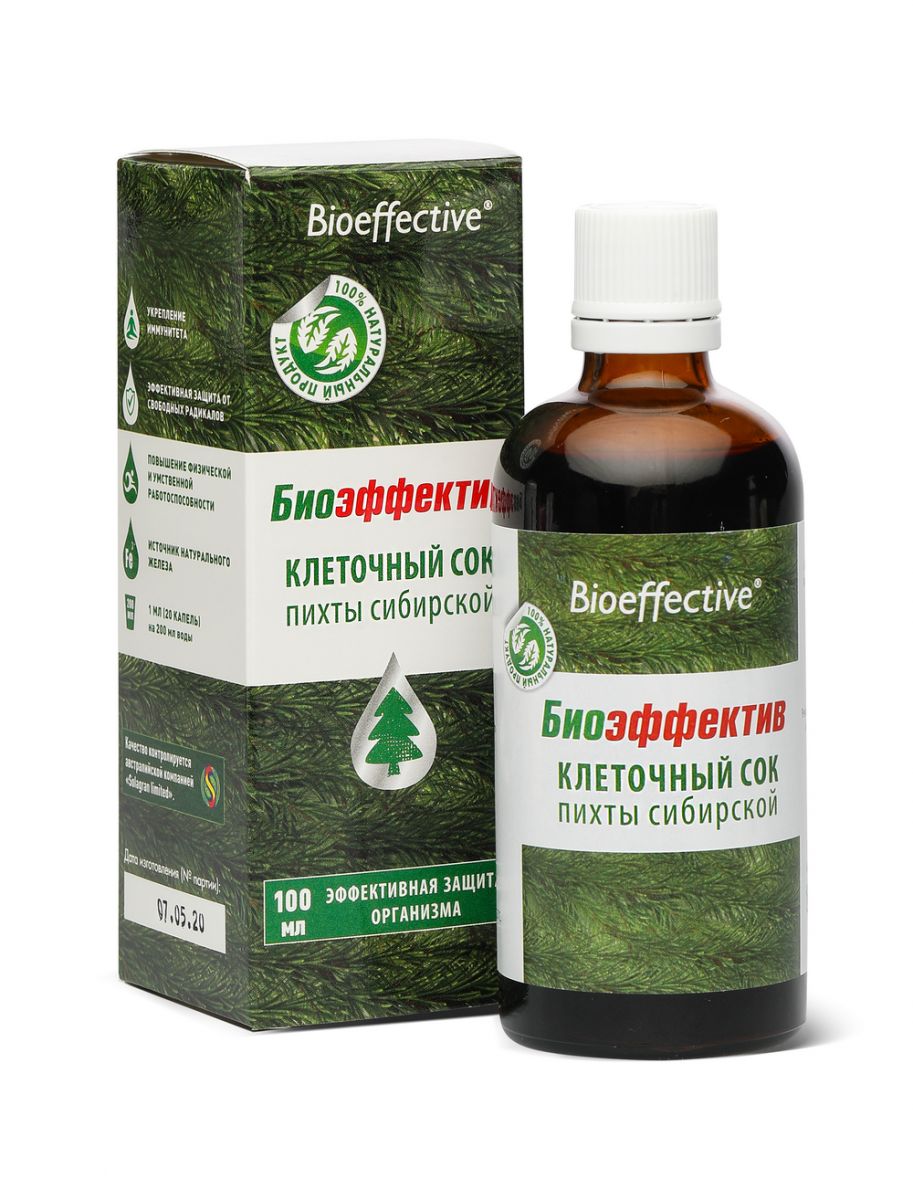 Bioeffective®
100% НАТУРАЛЬНЫЙ ПРОДУКТ
УКРЕПЛЕНИЕ
ИММУНИТЕТА
ЭФФЕКТИВНАЯ ЗАЩИТА ОТ
СВОБОДНЫХ РАДИКАЛОВ
ПОВЫШЕНИЕ ФИЗИЧЕСКОЙ
И УМСТВЕННОЙ
РАБОТОСПОСОБНОСТИ
Fe
ИСТОЧНИК НАТУРАЛЬНОГО
ЖЕЛЕЗА
1 МЛ (20 КАПЕЛЬ)
на 200 мл воды
Качество контролируется
австралийской компанией
«Solagran limited».
Дата изготовления (№ партии):
07.05.20
Биоэффектив
КЛЕТОЧНЫЙ СОК
ПИХТЫ СИБИРСКОЙ
100 мл
ЭФФЕКТИВНАЯ ЗАЩИТА
ОРГАНИЗМА
Bioeffective®
100% НАТУРАЛЬНЫЙ ПРОДУКТ
Биоэффектив
КЛЕТОЧНЫЙ СОК
ПИХТЫ СИБИРСКОЙ